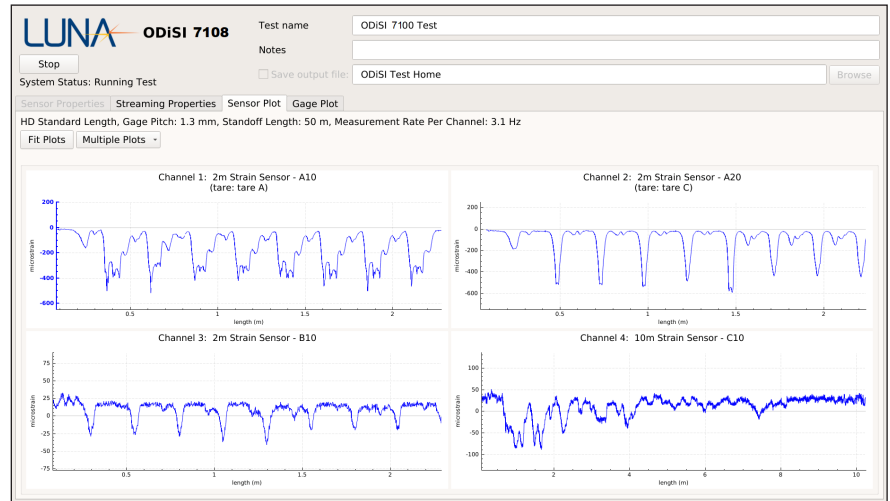 LUNA ODiSI 7108
Test name ODiSI 7100 Test
Notes
Stop
Save output file: ODiSI Test Home Browse
System Status: Running Test
Sensor Properties Streaming Properties Sensor Plot Gage Plot
HD Standard Length, Gage Pitch: 1.3 mm, Standoff Length: 50 m, Measurement Rate Per Channel: 3.1 Hz
Fit Plots Multiple Plots
Channel 1: 2m Strain Sensor - A10
(tare: tare A)
200
0
-200
-400
-600
microstrain
0.5 1 1.5 2
length (m)
Channel 2: 2m Strain Sensor - A20
(tare: tare C)
200
0
-200
-400
-600
microstrain
0.5 1 1.5 2
length (m)
Channel 3: 2m Strain Sensor - B10
75
50
25
0
-25
-50
-75
microstrain
0.5 1 1.5 2
length (m)
Channel 4: 10m Strain Sensor - C10
100
50
0
-50
-100
microstrain
2 4 6 8 10
length (m)